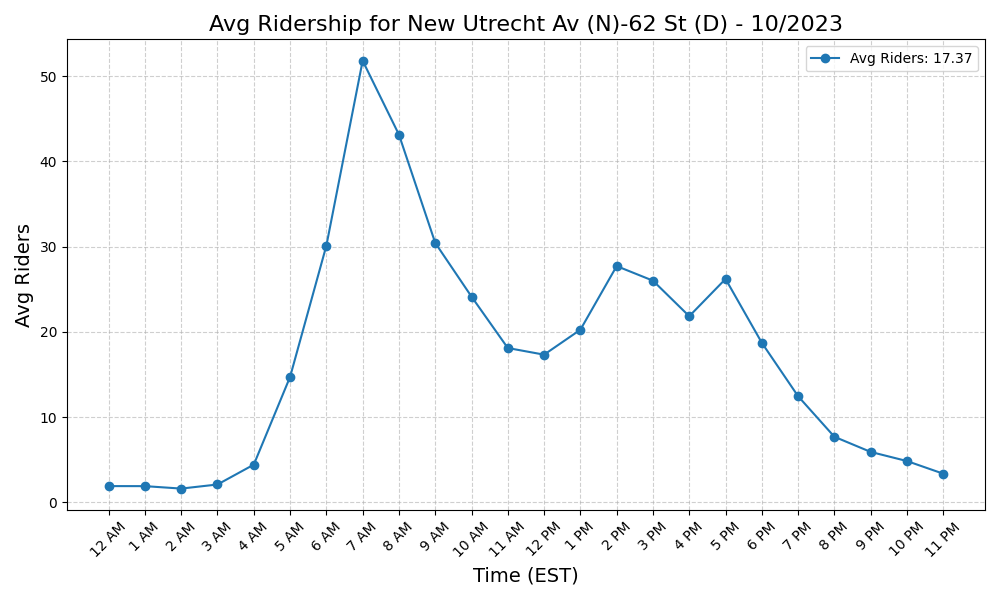 Avg Ridership for New Utrecht Av (N)-62 St (D) - 10/2023
Avg Riders: 17.37
Avg Riders
50
40
30
20
10
0
12 AM 1 AM 2 AM 3 AM 4 AM 5 AM 6 AM 7 AM 8 AM 9 AM 10 AM 11 AM 12 PM 1 PM 2 PM 3 PM 4 PM 5 PM 6 PM 7 PM 8 PM 9 PM 10 PM 11 PM
Time (EST)